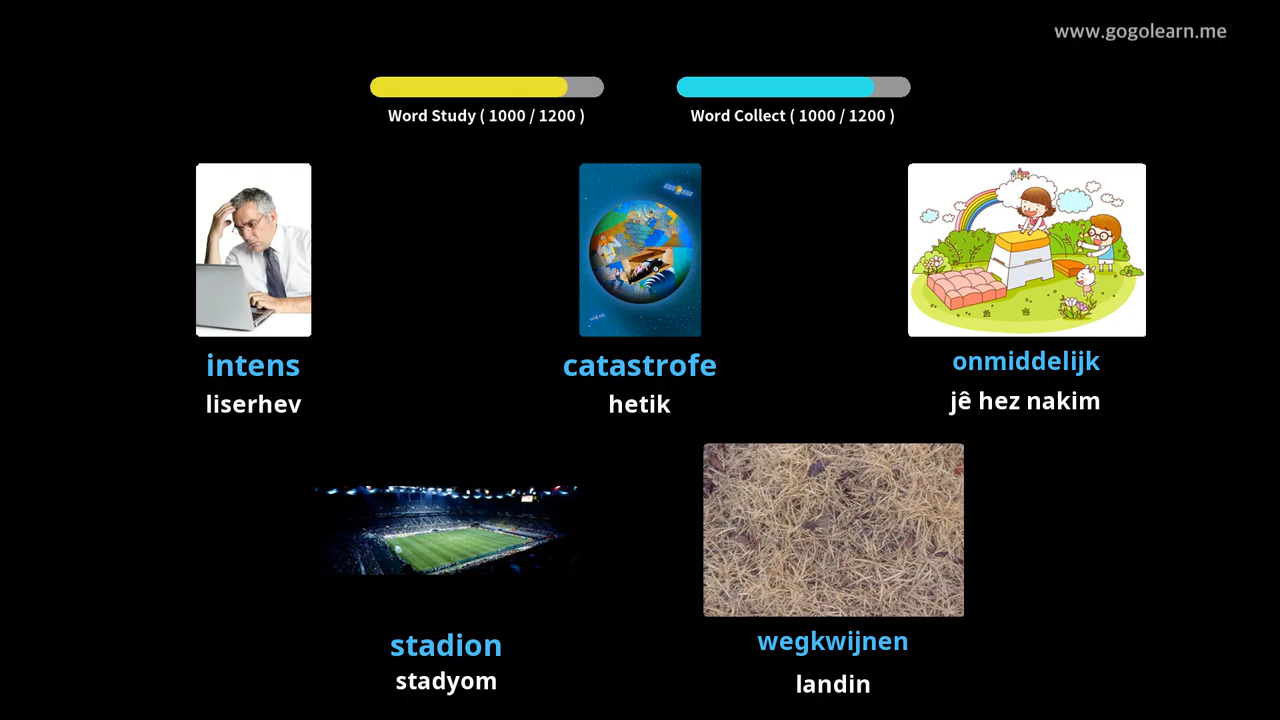 www.gogolearn.me
Word Study ( 1000 / 1200 )
Word Collect ( 1000 / 1200 )
intens
liserhev
catastrofe
hetik
onmiddelijk
jê hez nakim
stadion
stadyom
wegkwijnen
landin